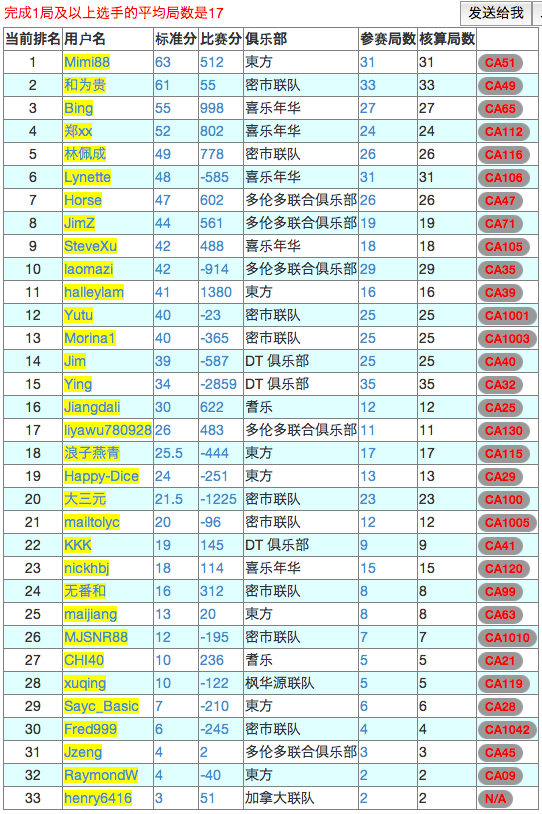 完成1局及以上选手的平均局数是17 发送给我
当前排名 用户名 标准分 比赛分 俱乐部 参赛局数 核算局数
1 Mimi88 63 512 東方 31 31 CA51
2 和为贵 61 55 密市联队 33 33 CA49
3 Bing 55 998 喜乐年华 27 27 CA65
4 郑xx 52 802 喜乐年华 24 24 CA112
5 林佩成 49 778 密市联队 26 26 CA116
6 Lynette 48 -585 喜乐年华 31 31 CA106
7 Horse 47 602 多伦多联合俱乐部 26 26 CA47
8 JimZ 44 561 多伦多联合俱乐部 19 19 CA71
9 SteveXu 42 488 喜乐年华 18 18 CA105
10 laomazi 42 -914 多伦多联合俱乐部 29 29 CA35
11 halleylam 41 1380 東方 16 16 CA39
12 Yutu 40 -23 密市联队 25 25 CA1001
13 Morina1 40 -365 密市联队 25 25 CA1003
14 Jim 39 -587 DT 俱乐部 25 25 CA40
15 Ying 34 -2859 DT 俱乐部 35 35 CA32
16 Jiangdali 30 622 耆乐 12 12 CA25
17 liyawu780928 26 483 多伦多联合俱乐部 11 11 CA130
18 浪子燕青 25.5 -444 東方 17 17 CA115
19 Happy-Dice 24 -251 東方 13 13 CA29
20 大三元 21.5 -1225 密市联队 23 23 CA100
21 mailtolyc 20 -96 密市联队 12 12 CA1005
22 KKK 19 145 DT 俱乐部 9 9 CA41
23 nickhbj 18 114 喜乐年华 15 15 CA120
24 无番和 16 312 密市联队 8 8 CA99
25 maijiang 13 20 東方 8 8 CA63
26 MJSNR88 12 -195 密市联队 7 7 CA1010
27 CHI40 10 236 耆乐 5 5 CA21
28 xuqing 10 -122 枫华源联队 5 5 CA119
29 Sayc_Basic 7 -210 東方 6 6 CA28
30 Fred999 6 -245 密市联队 4 4 CA1042
31 Jzeng 4 2 多伦多联合俱乐部 3 3 CA45
32 RaymondW 4 -40 東方 2 2 CA09
33 henry6416 3 51 加拿大联队 2 2 N/A